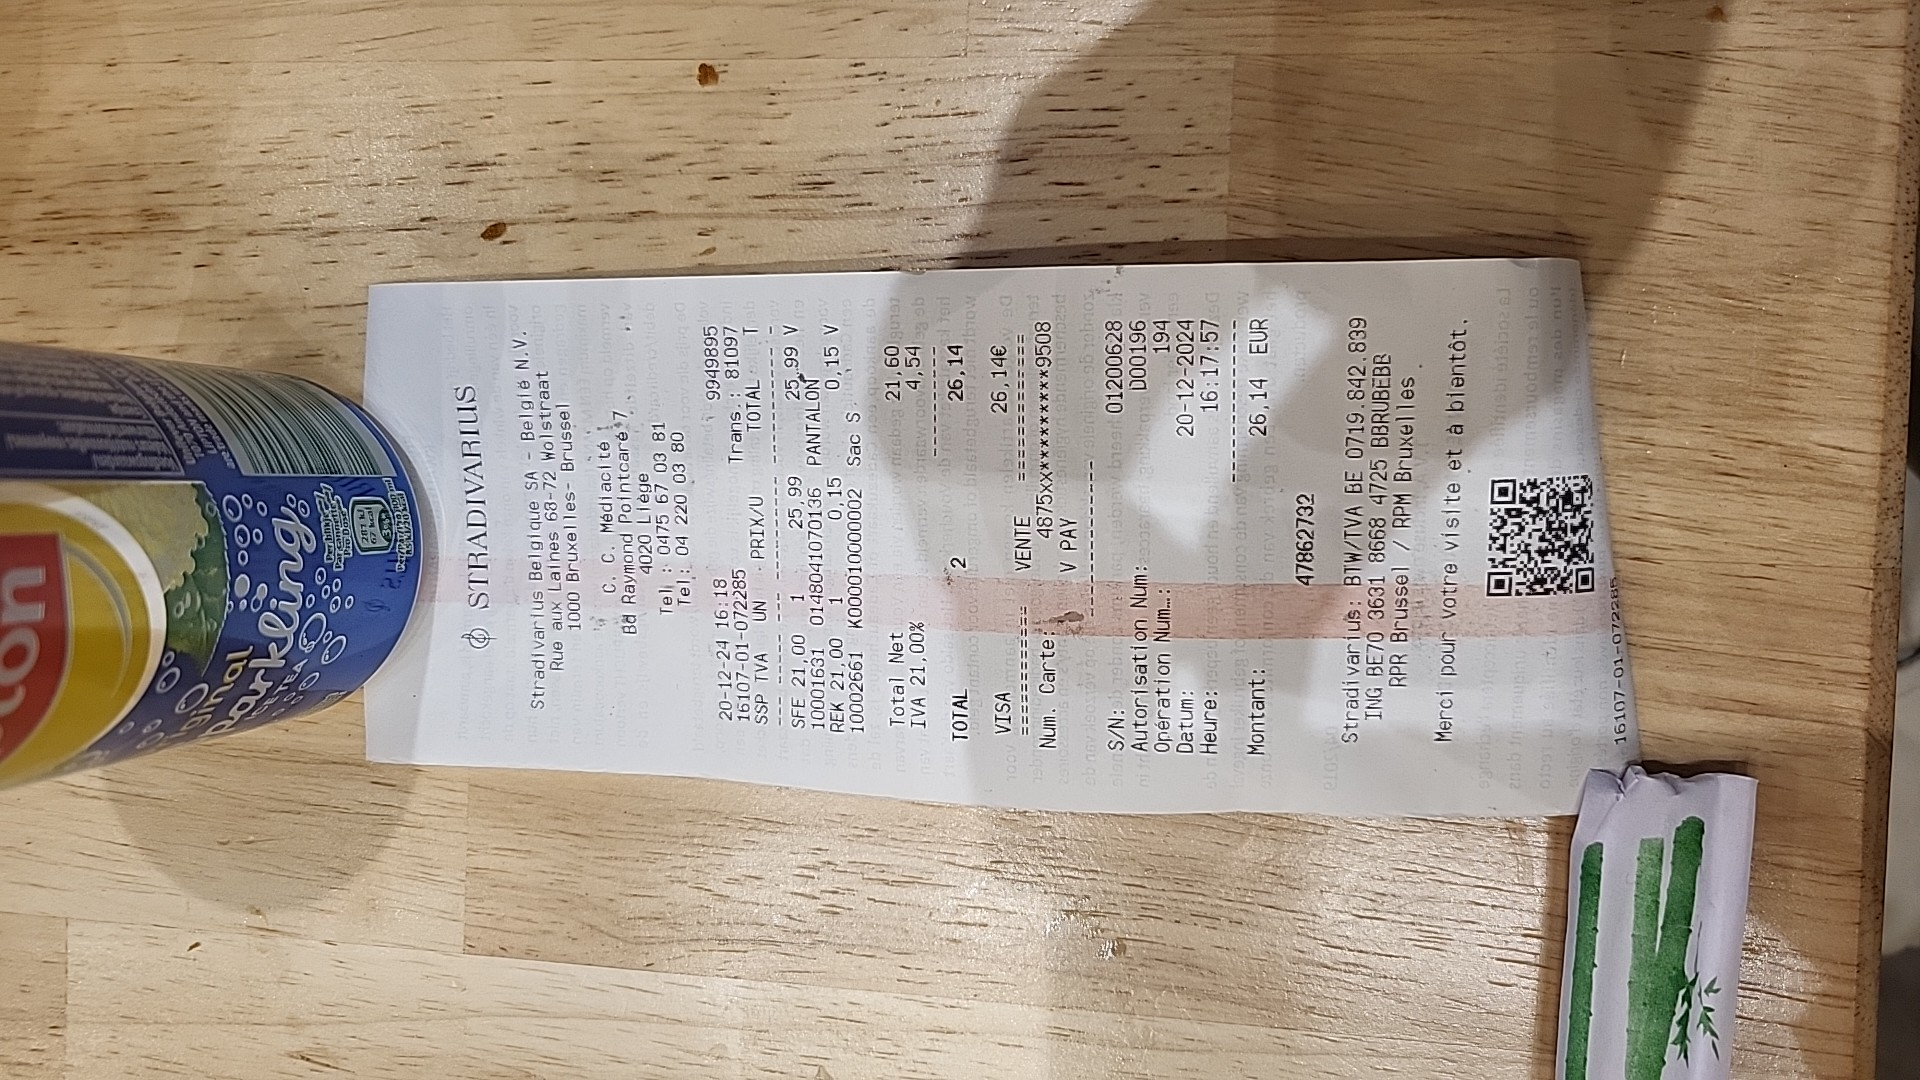 STRADIVARIUS
Stradivarius Belgique SA - België N.V.
Rue aux Laines 68-72 Wolstraat
1000 Bruxelles- Brussel
C. C. Médiacité
Bd Raymond Pointcaré 7
4020 Liège
Tel : 0475 67 03 81
Tel: 04 220 03 80
9949895
20-12-24 16:18 Trans.: 81097
16107-01-072285
SSP TVA UN PRIX/U TOTAL T
SFE 21,00 1 25,99 25,99 V
10001631 0148041070136 PANTALON
REK 21,00 1 0,15 0,15 V
10002661 K0000100000002 Sac S
Total Net 21,60
IVA 21,00% 4,54
TOTAL 2 26,14
VISA 26,14€
========== VENTE ==========
Num. Carte: 4875xx**********9508
V PAY
S/N: 01200628
Autorisation Num: D00196
Opération Num…: 194
Datum: 20-12-2024
Heure: 16:17:57
Montant: 26,14 EUR
47862732
Stradivarius: BTW/TVA BE 0719.842.839
ING BE70 3631 8668 4725 BBRUBEBB
RPR Brussel / RPM Bruxelles
Merci pour votre visite et à bientôt.
16107-01-072285
original
sparkling
ICE TEA